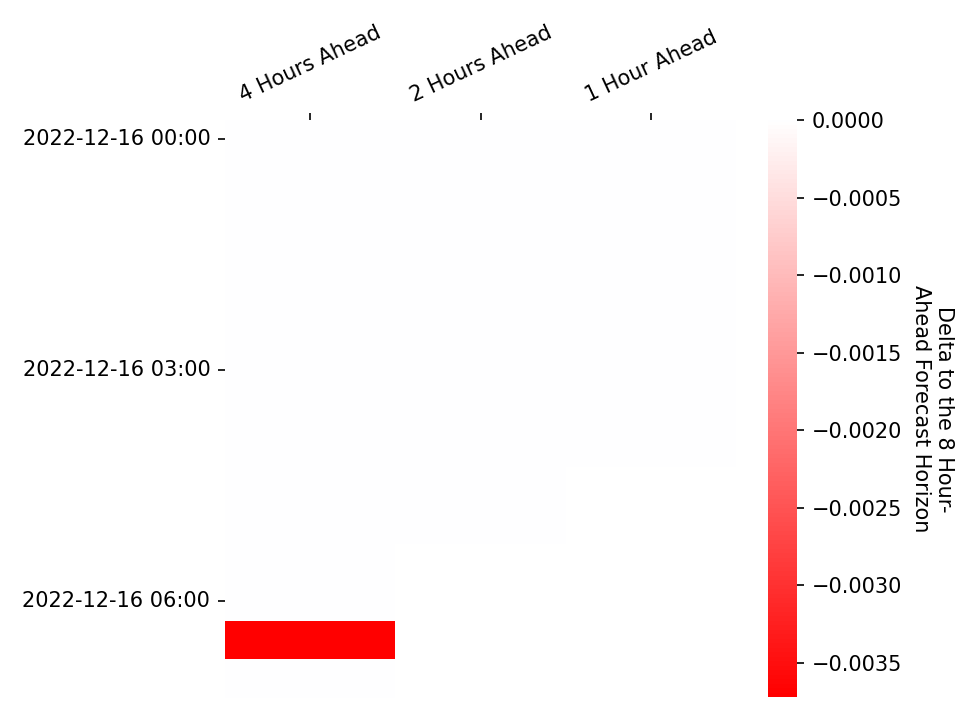 4 Hours Ahead
2 Hours Ahead
1 Hour Ahead
2022-12-16 00:00
2022-12-16 03:00
2022-12-16 06:00
0.0000
−0.0005
−0.0010
−0.0015
−0.0020
−0.0025
−0.0030
−0.0035
Delta to the 8 Hour-
Ahead Forecast Horizon